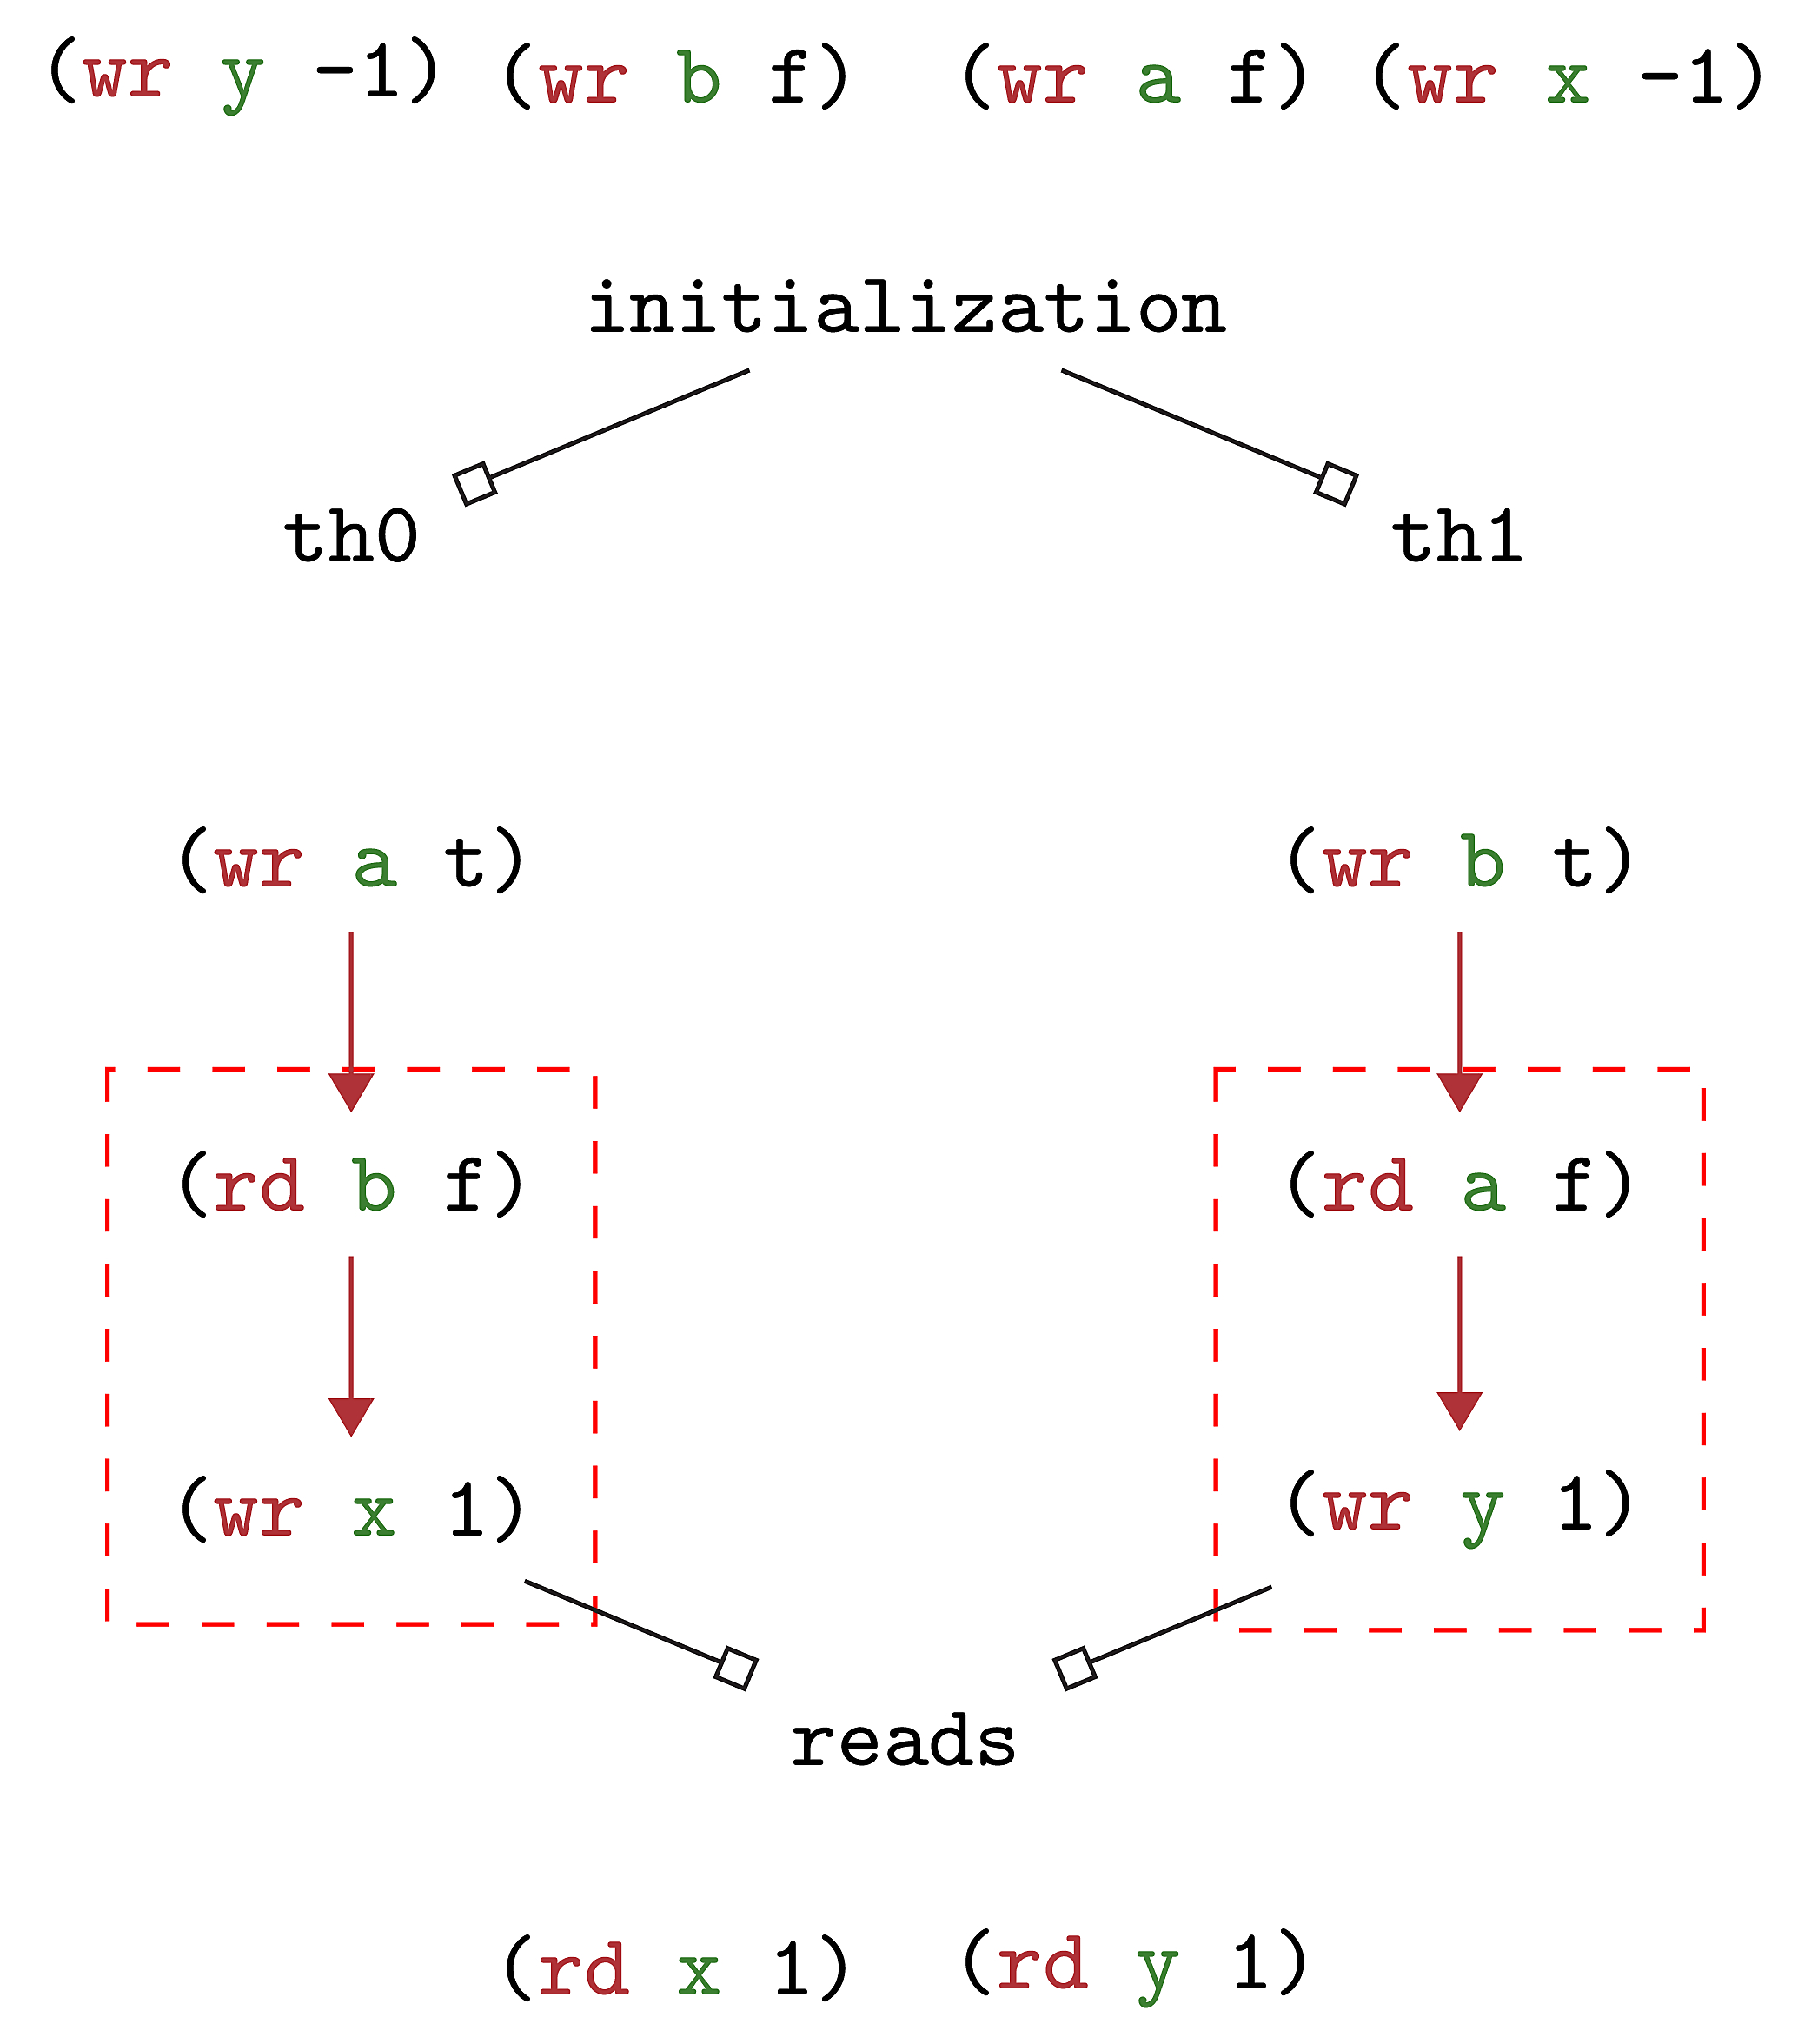 (wr y -1) (wr b f) (wr a f) (wr x -1)
initialization
th0 th1
(wr a t) (wr b t)
(rd b f) (rd a f)
(wr x 1) (wr y 1)
reads
(rd x 1) (rd y 1)